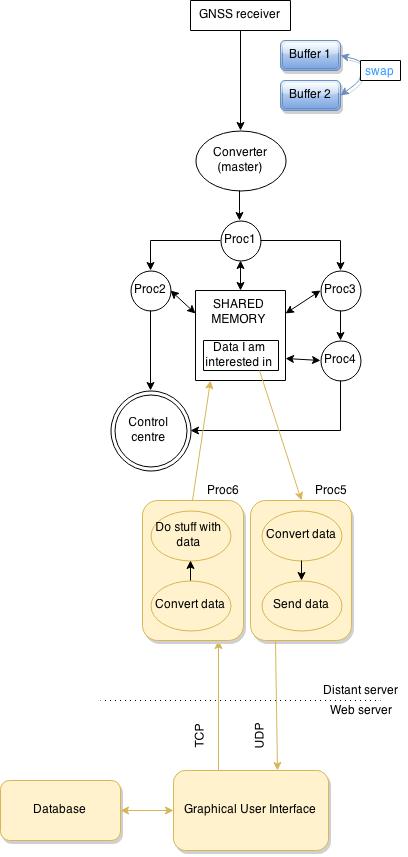 GNSS receiver
Buffer 1
swap
Buffer 2
Converter
(master)
Proc1
Proc2
Proc3
SHARED
MEMORY
Data I am
interested in
Proc4
Control
centre
Proc6
Proc5
Do stuff with
data
Convert data
Convert data
Send data
Distant server
Web server
TCP
UDP
Database
Graphical User Interface